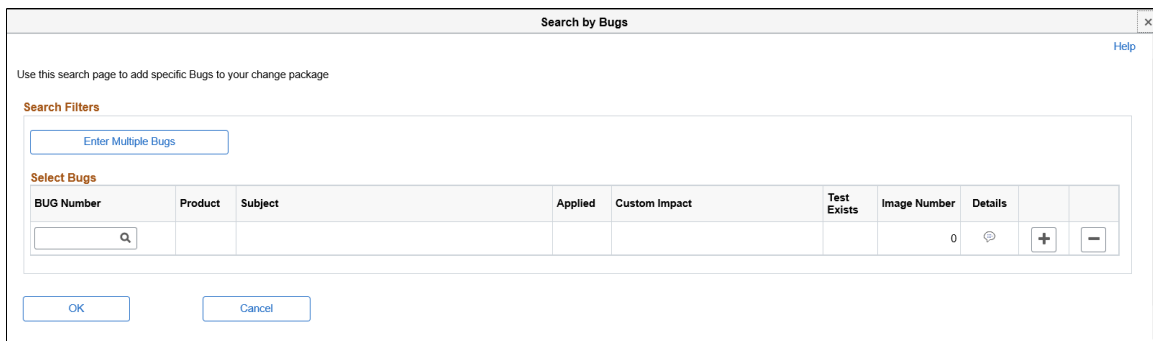 Search by Bugs
×
Help
Use this search page to add specific Bugs to your change package
Search Filters
Enter Multiple Bugs
Select Bugs
BUG Number Product Subject Applied Custom Impact Test Exists Image Number Details
0
OK Cancel